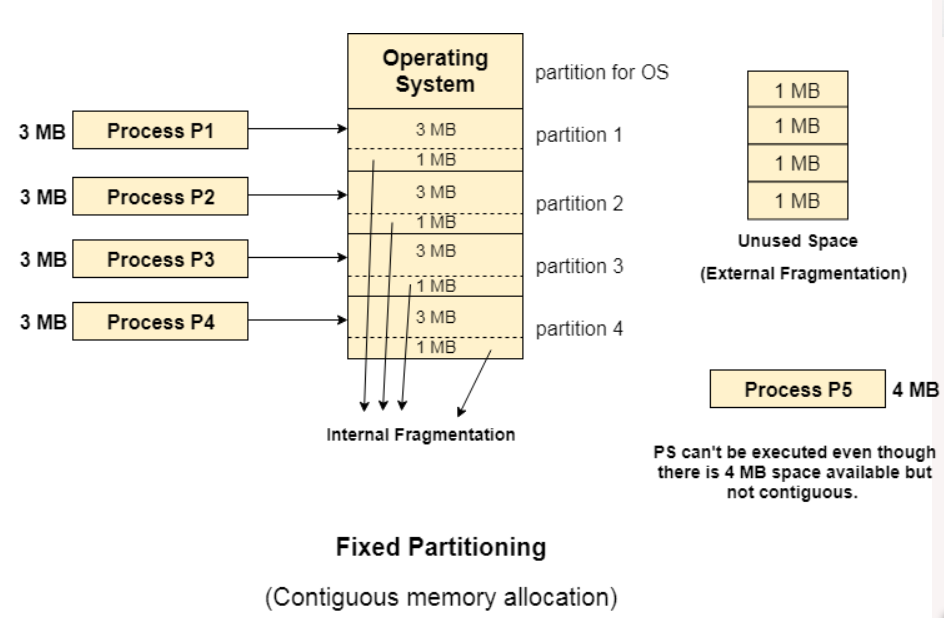 Operating
System
partition for OS
3 MB
Process P1
3 MB
1 MB
partition 1
3 MB
Process P2
3 MB
1 MB
partition 2
3 MB
Process P3
3 MB
1 MB
partition 3
3 MB
Process P4
3 MB
1 MB
partition 4
Internal Fragmentation
1 MB
1 MB
1 MB
1 MB
Unused Space
(External Fragmentation)
Process P5
4 MB
PS can't be executed even though
there is 4 MB space available but
not contiguous.
Fixed Partitioning
(Contiguous memory allocation)